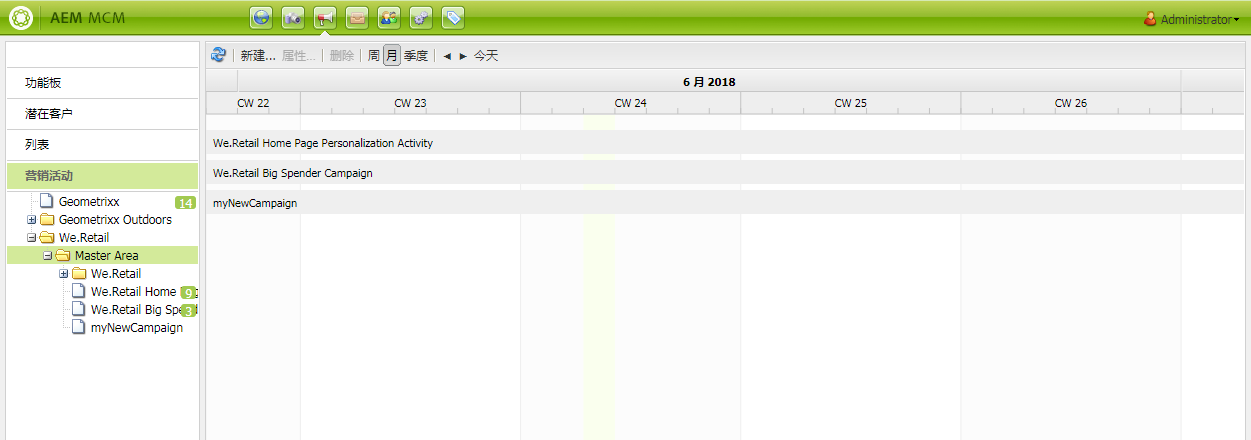 AEM MCM
Administrator
新建... 属性... 删除 周 月 季度 今天
功能板
潜在客户
列表
营销活动
Geometrixx 14
Geometrixx Outdoors
We.Retail
Master Area
We.Retail
We.Retail Home 9
We.Retail Big Spe 3
myNewCampaign
6 月 2018
CW 22 CW 23 CW 24 CW 25 CW 26
We.Retail Home Page Personalization Activity
We.Retail Big Spender Campaign
myNewCampaign